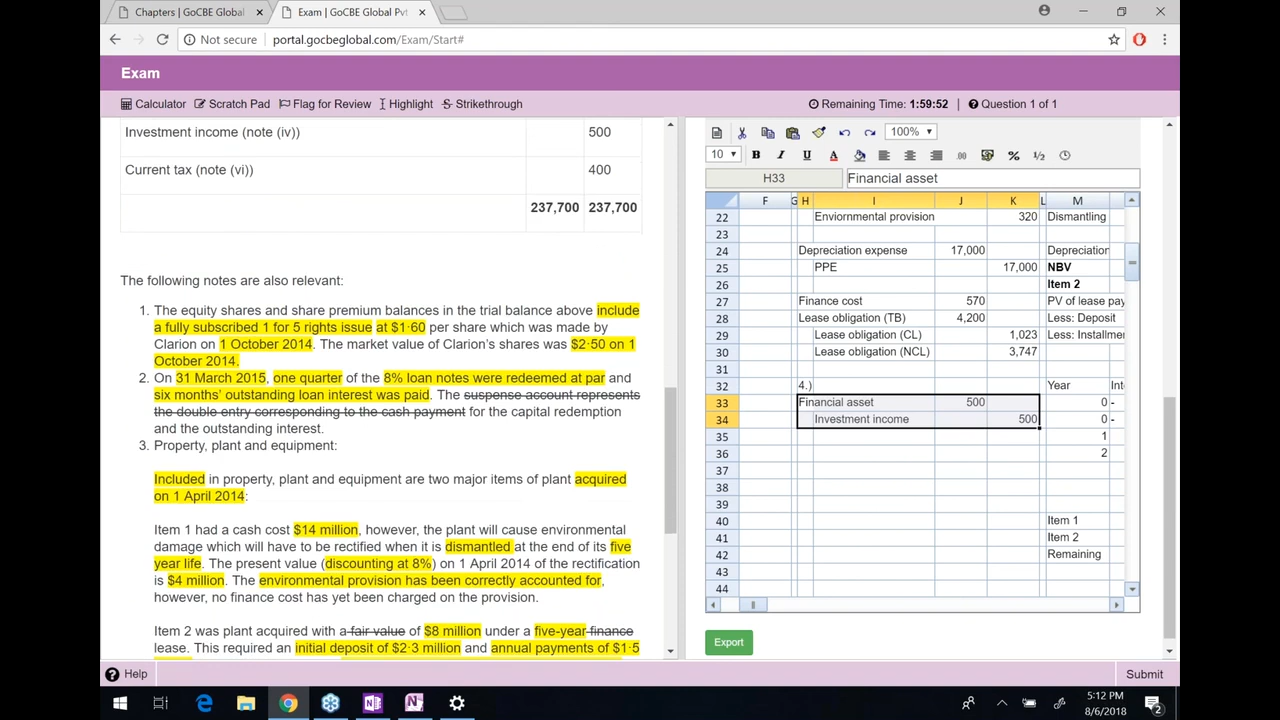 Chapters | GoCBE Global
Exam | GoCBE Global Pvt
Not secure
portal.gocbeglobal.com/Exam/Start#
Exam
Calculator Scratch Pad Flag for Review Highlight Strikethrough
Remaining Time: 1:59:52 | Question 1 of 1
Investment income (note (iv)) 500
Current tax (note (vi)) 400
237,700 237,700
The following notes are also relevant:
1. The equity shares and share premium balances in the trial balance above include
a fully subscribed 1 for 5 rights issue at $1·60 per share which was made by
Clarion on 1 October 2014. The market value of Clarion's shares was $2·50 on 1
October 2014.
2. On 31 March 2015, one quarter of the 8% loan notes were redeemed at par and
six months' outstanding loan interest was paid. The suspense account represents
the double entry corresponding to the cash payment for the capital redemption
and the outstanding interest.
3. Property, plant and equipment:
Included in property, plant and equipment are two major items of plant acquired
on 1 April 2014:
Item 1 had a cash cost $14 million, however, the plant will cause environmental
damage which will have to be rectified when it is dismantled at the end of its five
year life. The present value (discounting at 8%) on 1 April 2014 of the rectification
is $4 million. The environmental provision has been correctly accounted for,
however, no finance cost has yet been charged on the provision.
Item 2 was plant acquired with a fair value of $8 million under a five-year finance
lease. This required an initial deposit of $2·3 million and annual payments of $1·5
100%
10 B I U A .00 % 1/2
H33 Financial asset
F G H I J K L M
22 Enviornmental provision 320 Dismantling
23
24 Depreciation expense 17,000 Depreciation
25 PPE 17,000 NBV
26 Item 2
27 Finance cost 570 PV of lease pay
28 Lease obligation (TB) 4,200 Less: Deposit
29 Lease obligation (CL) 1,023 Less: Installme
30 Lease obligation (NCL) 3,747
31
32 4.) Year Int
33 Financial asset 500 0 -
34 Investment income 500 0 -
35 1
36 2
37
38
39
40 Item 1
41 Item 2
42 Remaining
43
44
Export
Help
Submit
5:12 PM
8/6/2018
2